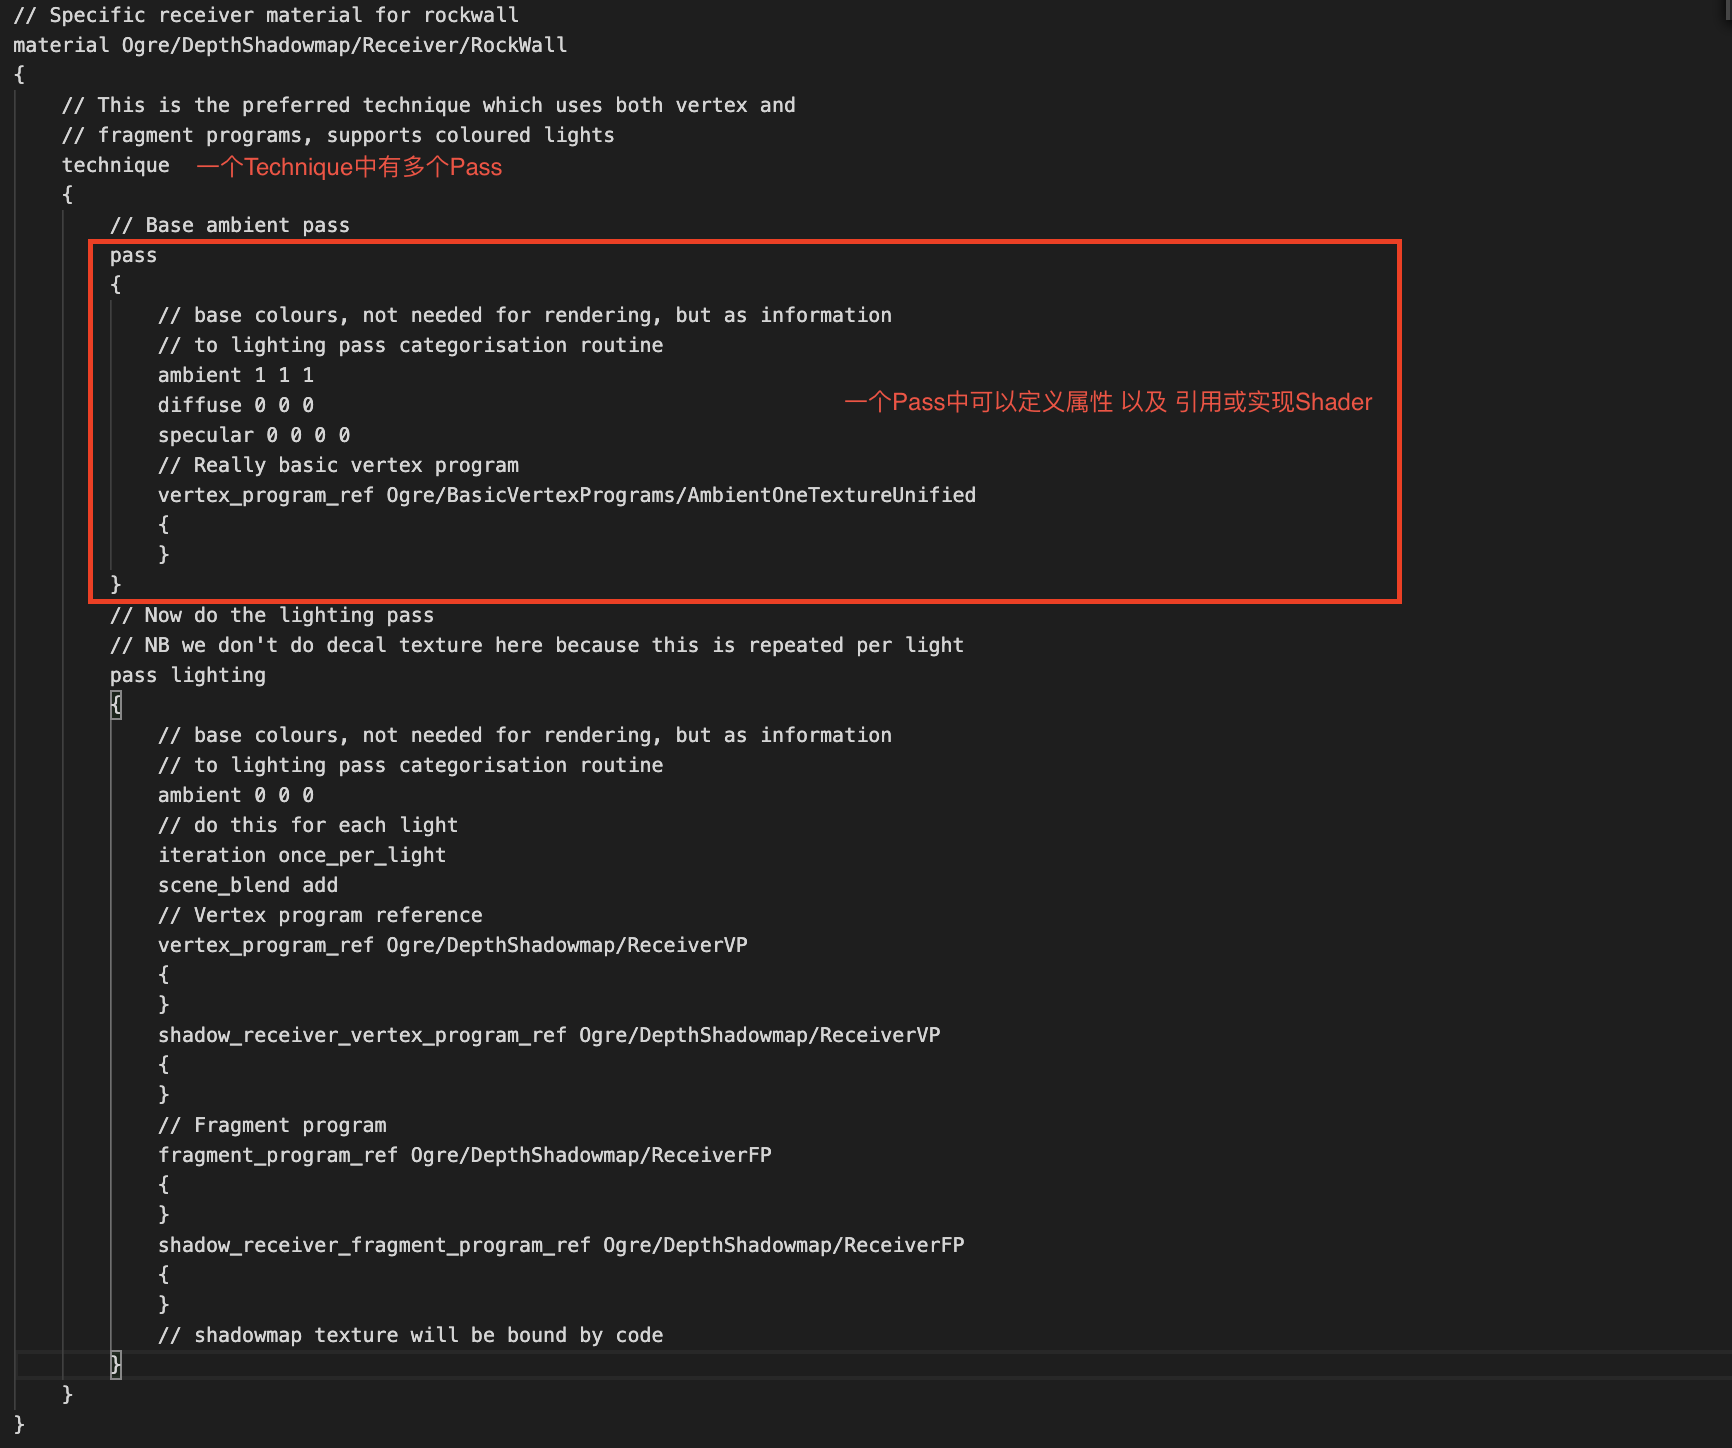 // Specific receiver material for rockwall
material Ogre/DepthShadowmap/Receiver/RockWall
{
// This is the preferred technique which uses both vertex and
// fragment programs, supports coloured lights
technique 一个Technique中有多个Pass
{
// Base ambient pass
pass
{
// base colours, not needed for rendering, but as information
// to lighting pass categorisation routine
ambient 1 1 1
diffuse 0 0 0 一个Pass中可以定义属性 以及 引用或实现Shader
specular 0 0 0 0
// Really basic vertex program
vertex_program_ref Ogre/BasicVertexPrograms/AmbientOneTextureUnified
{
}
}
// Now do the lighting pass
// NB we don't do decal texture here because this is repeated per light
pass lighting
{
// base colours, not needed for rendering, but as information
// to lighting pass categorisation routine
ambient 0 0 0
// do this for each light
iteration once_per_light
scene_blend add
// Vertex program reference
vertex_program_ref Ogre/DepthShadowmap/ReceiverVP
{
}
shadow_receiver_vertex_program_ref Ogre/DepthShadowmap/ReceiverVP
{
}
// Fragment program
fragment_program_ref Ogre/DepthShadowmap/ReceiverFP
{
}
shadow_receiver_fragment_program_ref Ogre/DepthShadowmap/ReceiverFP
{
}
// shadowmap texture will be bound by code
}
}
}